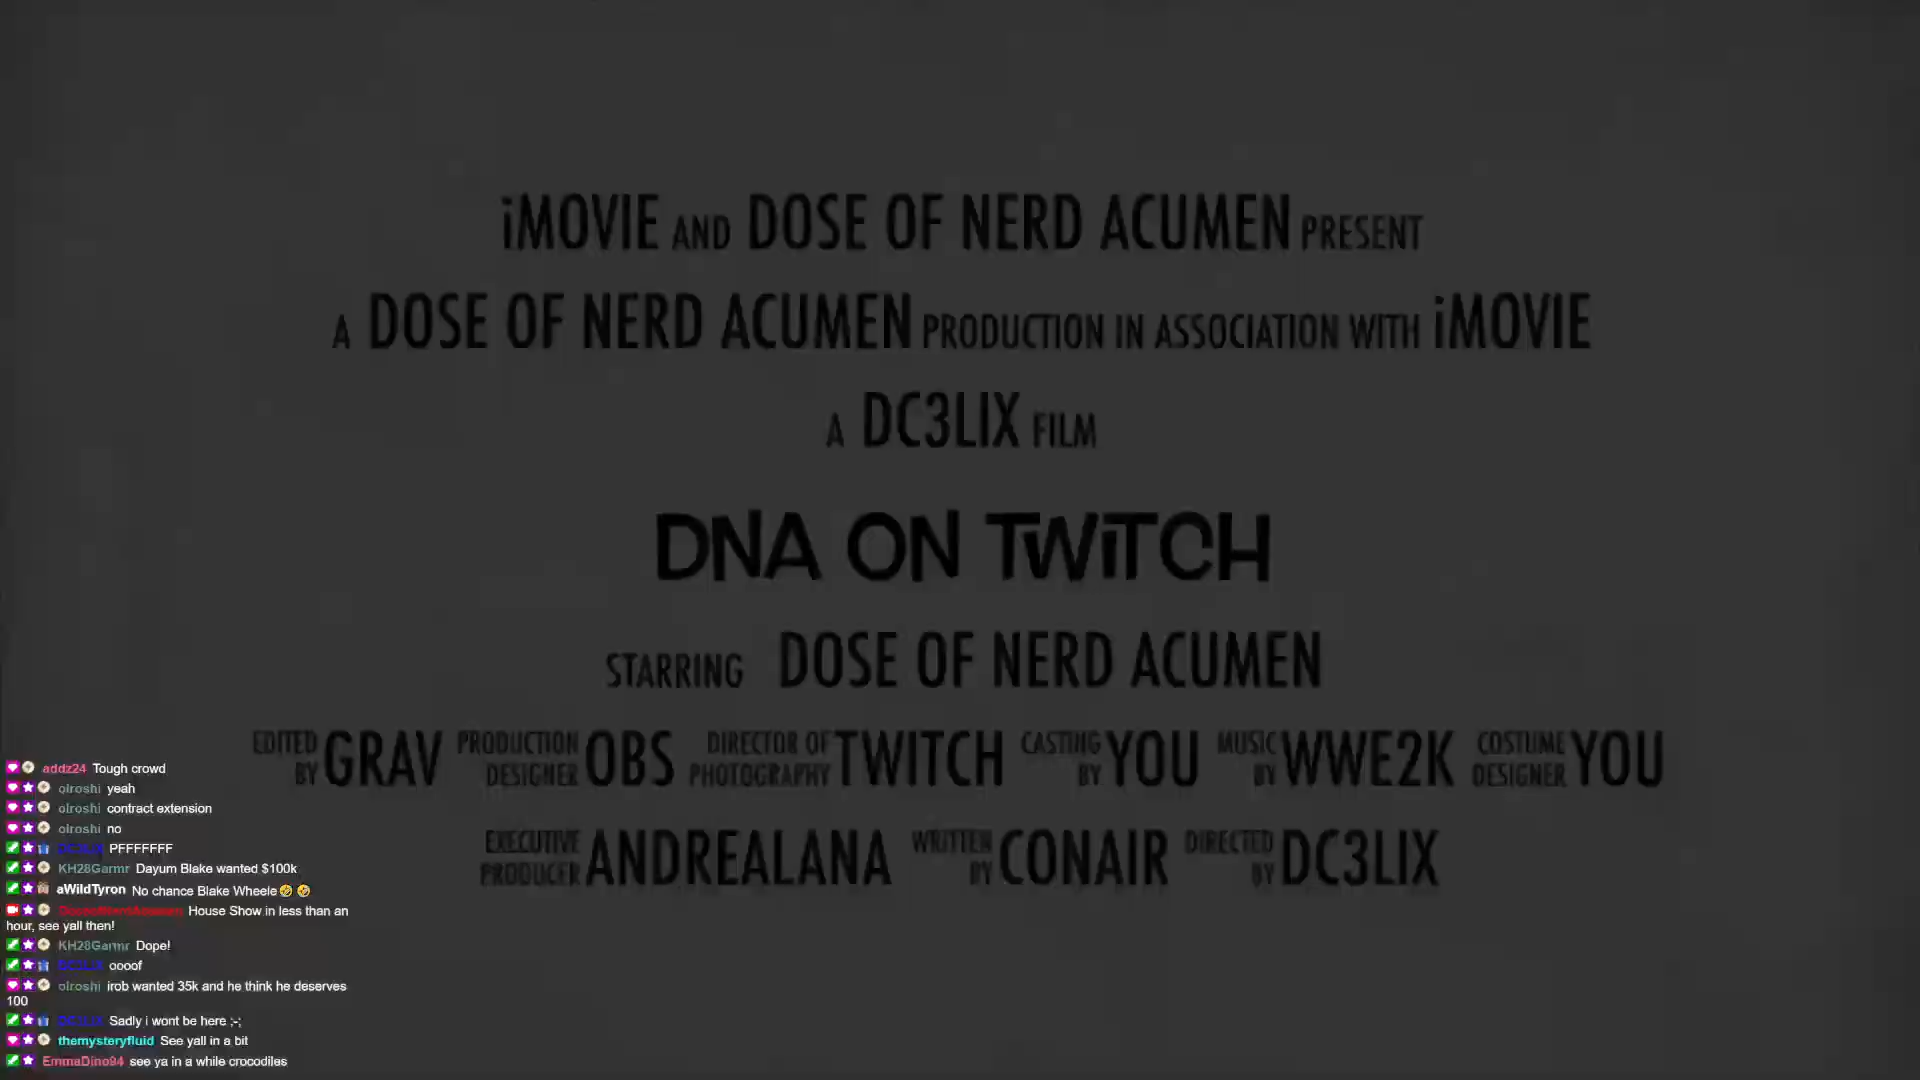 iMOVIE AND DOSE OF NERD ACUMEN PRESENT
A DOSE OF NERD ACUMEN PRODUCTION IN ASSOCIATION WITH iMOVIE
A DC3LIX FILM
DNA ON TWiTCH
STARRING DOSE OF NERD ACUMEN
EDITED BY GRAV PRODUCTION DESIGNER OBS DIRECTOR OF PHOTOGRAPHY TWITCH CASTING BY YOU MUSIC BY WWE2K COSTUME DESIGNER YOU
EXECUTIVE PRODUCER ANDREALANA WRITTEN BY CONAIR DIRECTED BY DC3LIX
addz24 Tough crowd
olroshi yeah
olroshi contract extension
olroshi no
DC3LIX PFFFFFFF
KH28Garmr Dayum Blake wanted $100k
aWildTyron No chance Blake Wheele🤣 🤣
DoseofNerdAcumen House Show in less than an
hour, see yall then!
KH28Garmr Dope!
DC3LIX oooof
olroshi irob wanted 35k and he think he deserves
100
DC3LIX Sadly i wont be here ;-;
themysteryfluid See yall in a bit
EmmaDino94 see ya in a while crocodiles